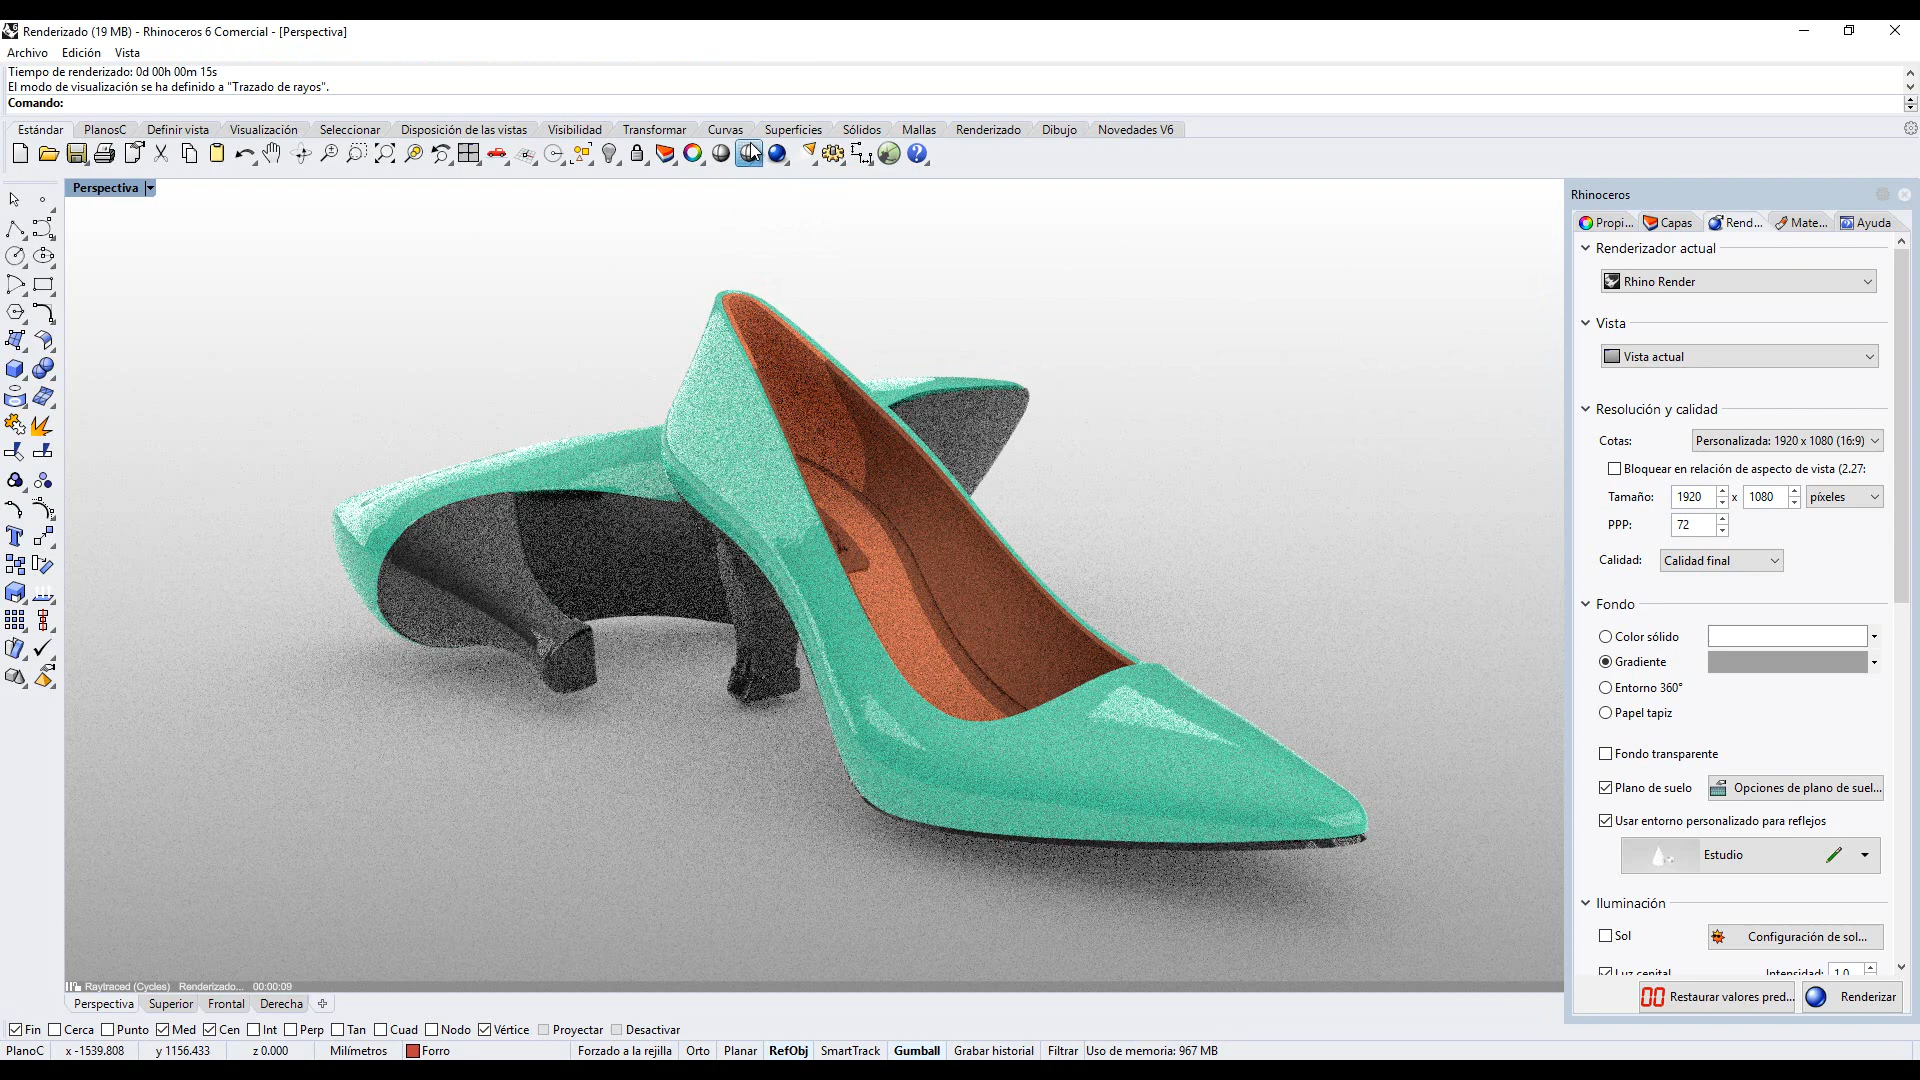 Renderizado (19 MB) - Rhinoceros 6 Comercial - [Perspectiva]
Archivo Edición Vista
Tiempo de renderizado: 0d 00h 00m 15s
El modo de visualización se ha definido a "Trazado de rayos".
Comando:
Estándar PlanosC Definir vista Visualización Seleccionar Disposición de las vistas Visibilidad Transformar Curvas Superfícies Sólidos Mallas Renderizado Dibujo Novedades V6
Perspectiva
Rhinoceros
Propi... Capas Rend... Mate... Ayuda
Renderizador actual
Rhino Render
Vista
Vista actual
Resolución y calidad
Cotas: Personalizada: 1920 x 1080 (16:9)
Bloquear en relación de aspecto de vista (2.27:
Tamaño: 1920 x 1080 píxeles
PPP: 72
Calidad: Calidad final
Fondo
Color sólido
Gradiente
Entorno 360°
Papel tapiz
Fondo transparente
Plano de suelo Opciones de plano de suel...
Usar entorno personalizado para reflejos
Estudio
Iluminación
Sol Configuración de sol...
Luz cenital Intensidad: 1.0
Restaurar valores pred... Renderizar
Raytraced (Cycles) Renderizado... 00:00:09
Perspectiva Superior Frontal Derecha
Fin Cerca Punto Med Cen Int Perp Tan Cuad Nodo Vértice Proyectar Desactivar
PlanoC x -1539.808 y 1156.433 z 0.000 Milímetros Forro Forzado a la rejilla Orto Planar RefObj SmartTrack Gumball Grabar historial Filtrar Uso de memoria: 967 MB